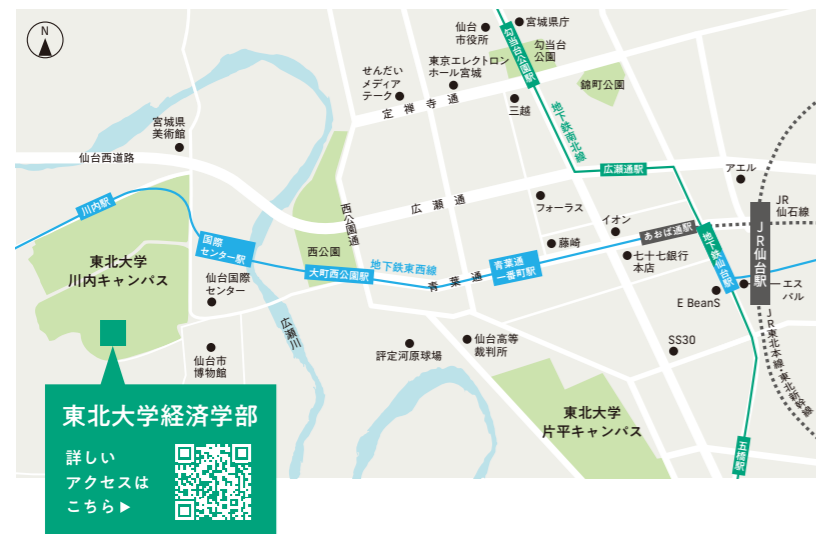 N
仙台
市役所
宮城県庁
勾当台公園駅
勾当台
公園
せんだい
メディア
テーク
東京エレクトロン
ホール宮城
定禅寺通
三越
錦町公園
地下鉄南北線
宮城県
美術館
仙台西道路
広瀬通駅
アエル
川内駅
西公園通
広瀬通
フォーラス
イオン
あおば通駅
JR
仙石線
JR仙台駅
国際
センター駅
西公園
地下鉄東西線
藤崎
七十七銀行
本店
地下鉄仙台駅
東北大学
川内キャンパス
仙台国際
センター
大町西公園駅
青葉通
青葉通
一番町駅
E BeanS
エス
パル
広瀬川
仙台市
博物館
評定河原球場
仙台高等
裁判所
SS30
JR東北本線・東北新幹線
東北大学
片平キャンパス
五橋駅
東北大学経済学部
詳しい
アクセスは
こちら▶